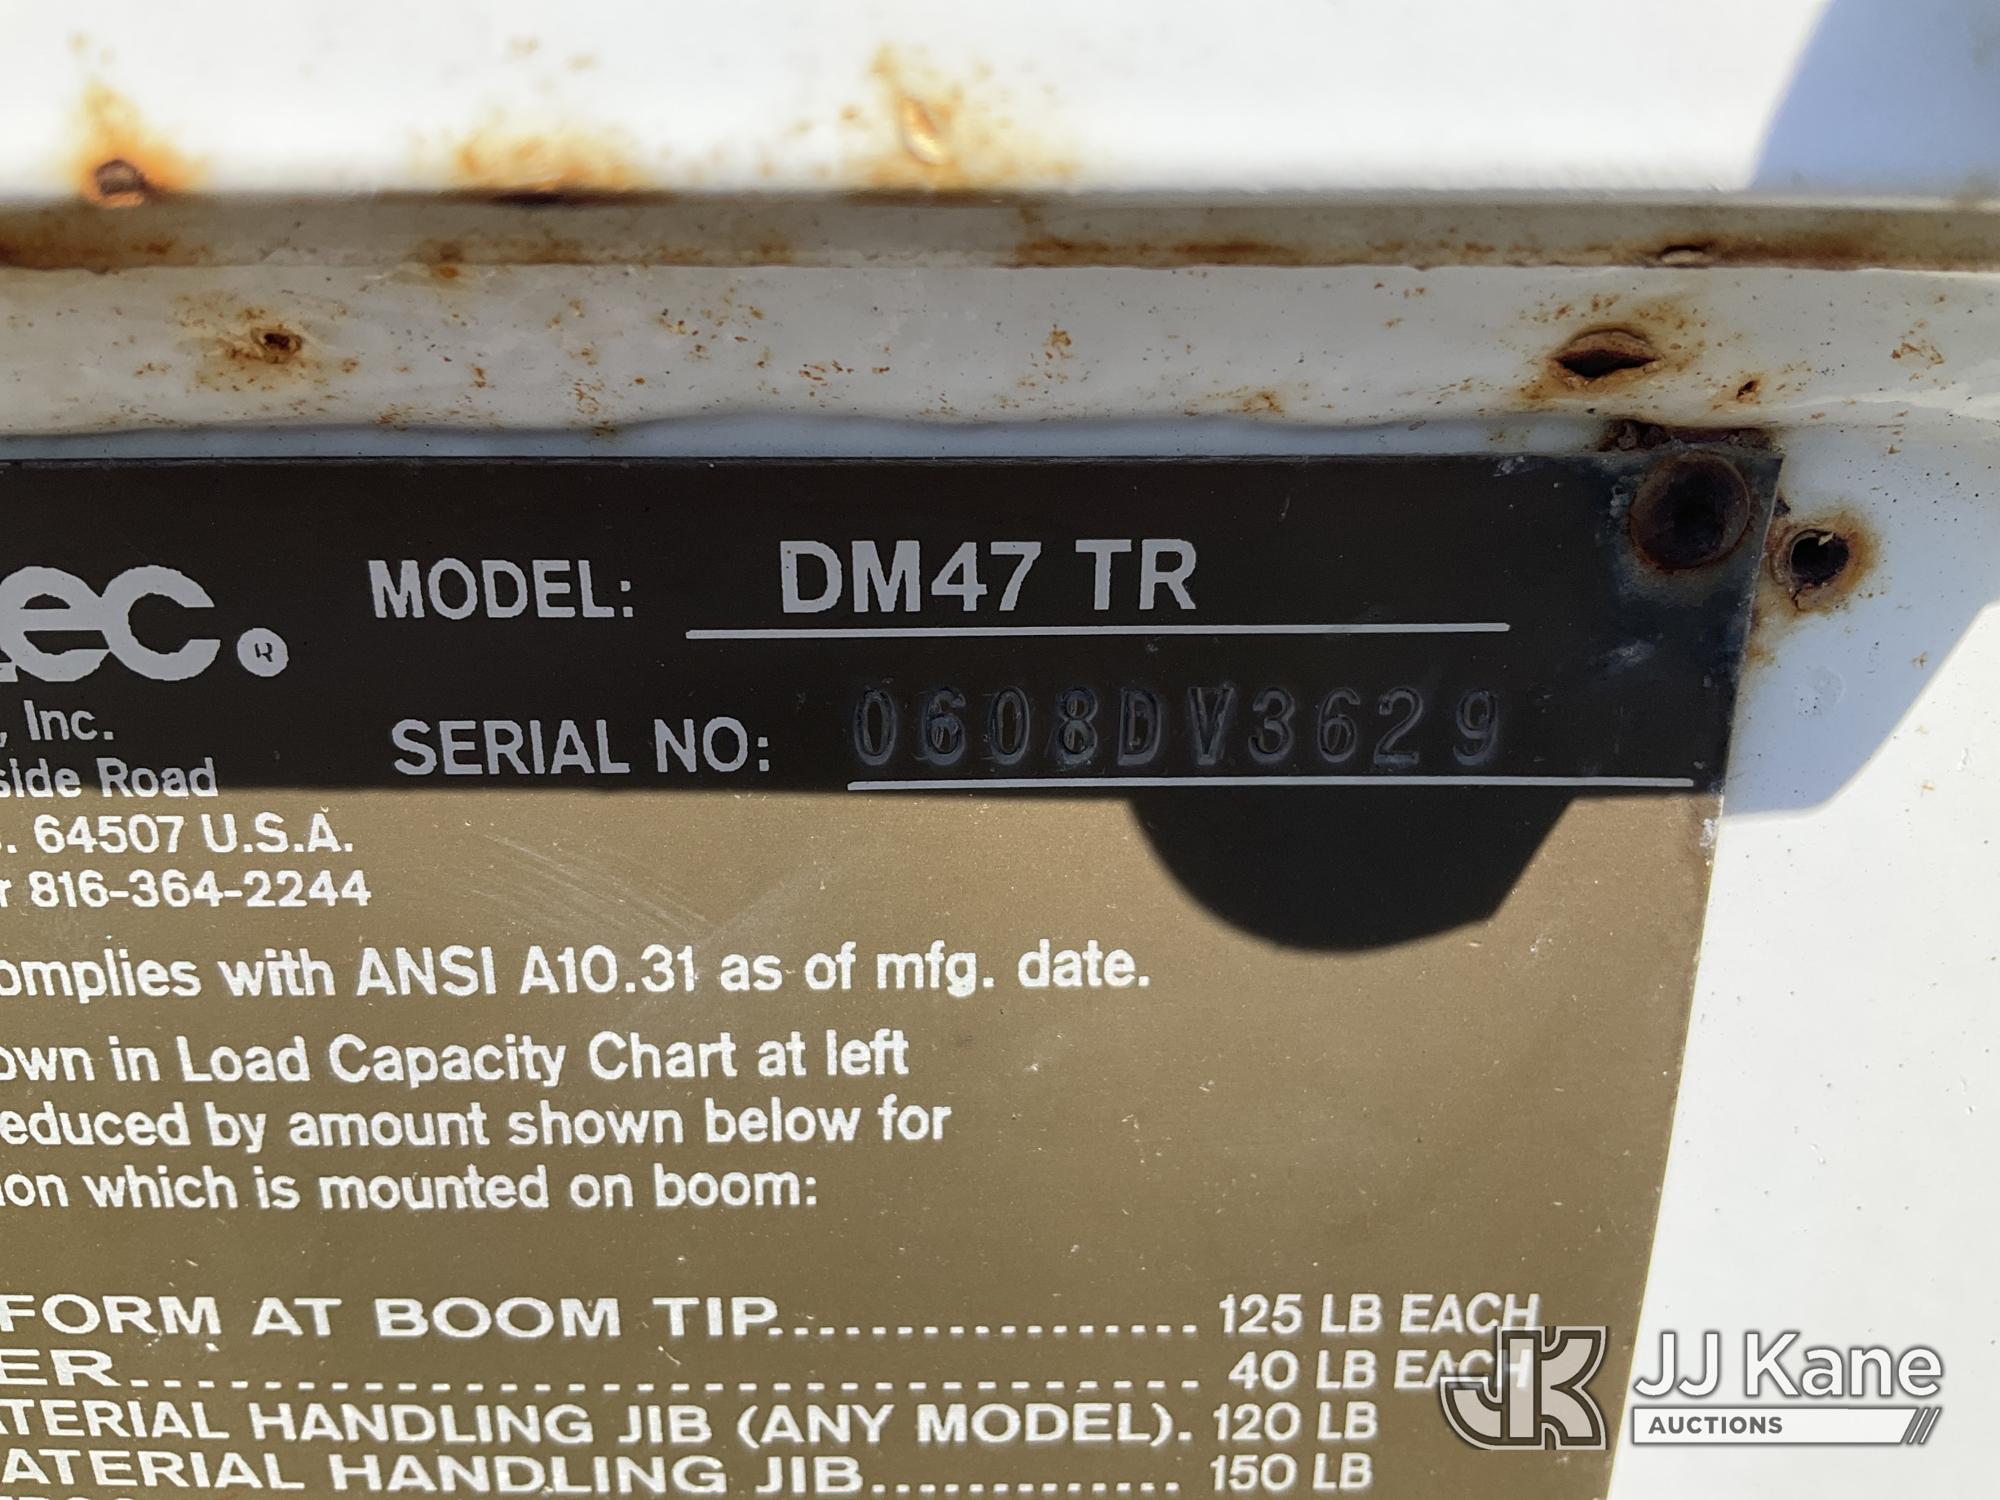 MODEL: DM47 TR
ec.®
, Inc.
SERIAL NO: 0608DV3629
side Road
. 64507 U.S.A.
r 816-364-2244
omplies with ANSI A10.31 as of mfg. date.
own in Load Capacity Chart at left
educed by amount shown below for
ion which is mounted on boom:
FORM AT BOOM TIP................. 125 LB EACH
ER................................. 40 LB EACH
ATERIAL HANDLING JIB (ANY MODEL). 120 LB
ATERIAL HANDLING JIB............. 150 LB
JK
JJ Kane
AUCTIONS